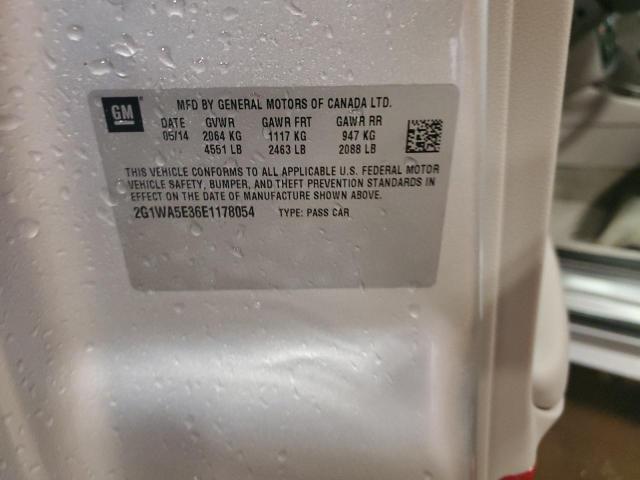 GM
MFD BY GENERAL MOTORS OF CANADA LTD.
DATE GVWR GAWR FRT GAWR RR
05/14 2064 KG 1117 KG 947 KG
4551 LB 2463 LB 2088 LB
THIS VEHICLE CONFORMS TO ALL APPLICABLE U.S. FEDERAL MOTOR
VEHICLE SAFETY, BUMPER, AND THEFT PREVENTION STANDARDS IN
EFFECT ON THE DATE OF MANUFACTURE SHOWN ABOVE.
2G1WA5E36E1178054 TYPE: PASS CAR